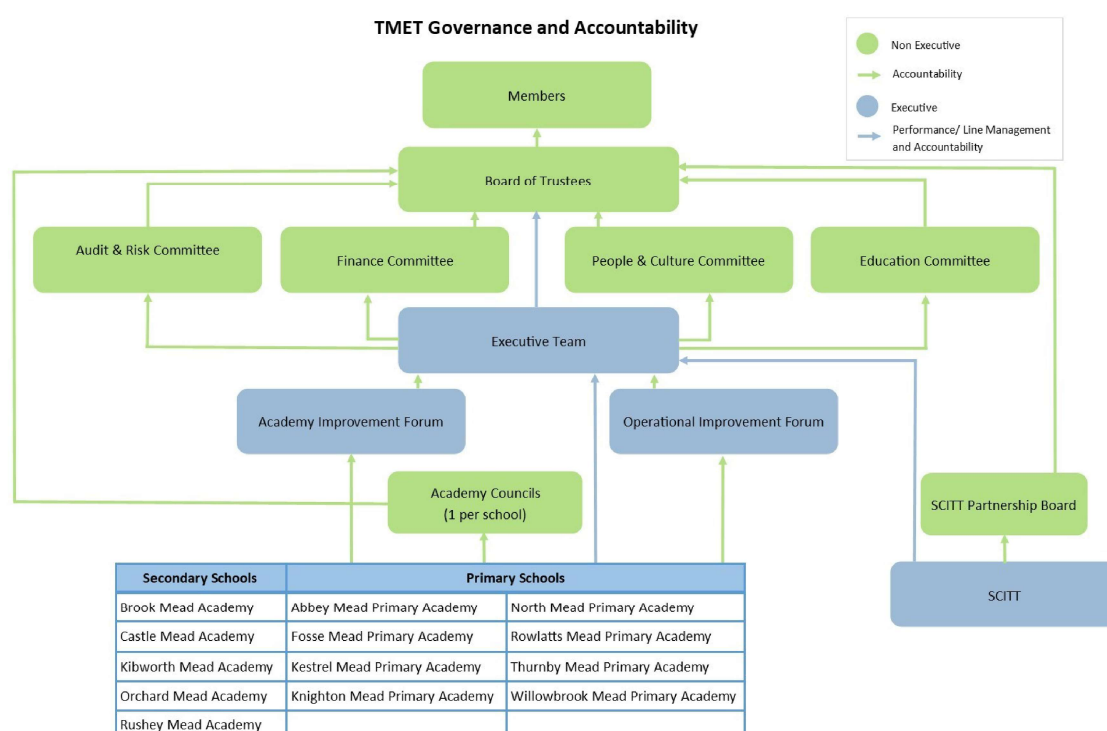 TMET Governance and Accountability
Non Executive
Accountability
Executive
Performance/ Line Management
and Accountability
Members
Board of Trustees
Audit & Risk Committee
Finance Committee
People & Culture Committee
Education Committee
Executive Team
Academy Improvement Forum
Operational Improvement Forum
Academy Councils
(1 per school)
SCITT Partnership Board
SCITT
Secondary Schools
Primary Schools
Brook Mead Academy
Abbey Mead Primary Academy
North Mead Primary Academy
Castle Mead Academy
Fosse Mead Primary Academy
Rowlatts Mead Primary Academy
Kibworth Mead Academy
Kestrel Mead Primary Academy
Thurnby Mead Primary Academy
Orchard Mead Academy
Knighton Mead Primary Academy
Willowbrook Mead Primary Academy
Rushey Mead Academy